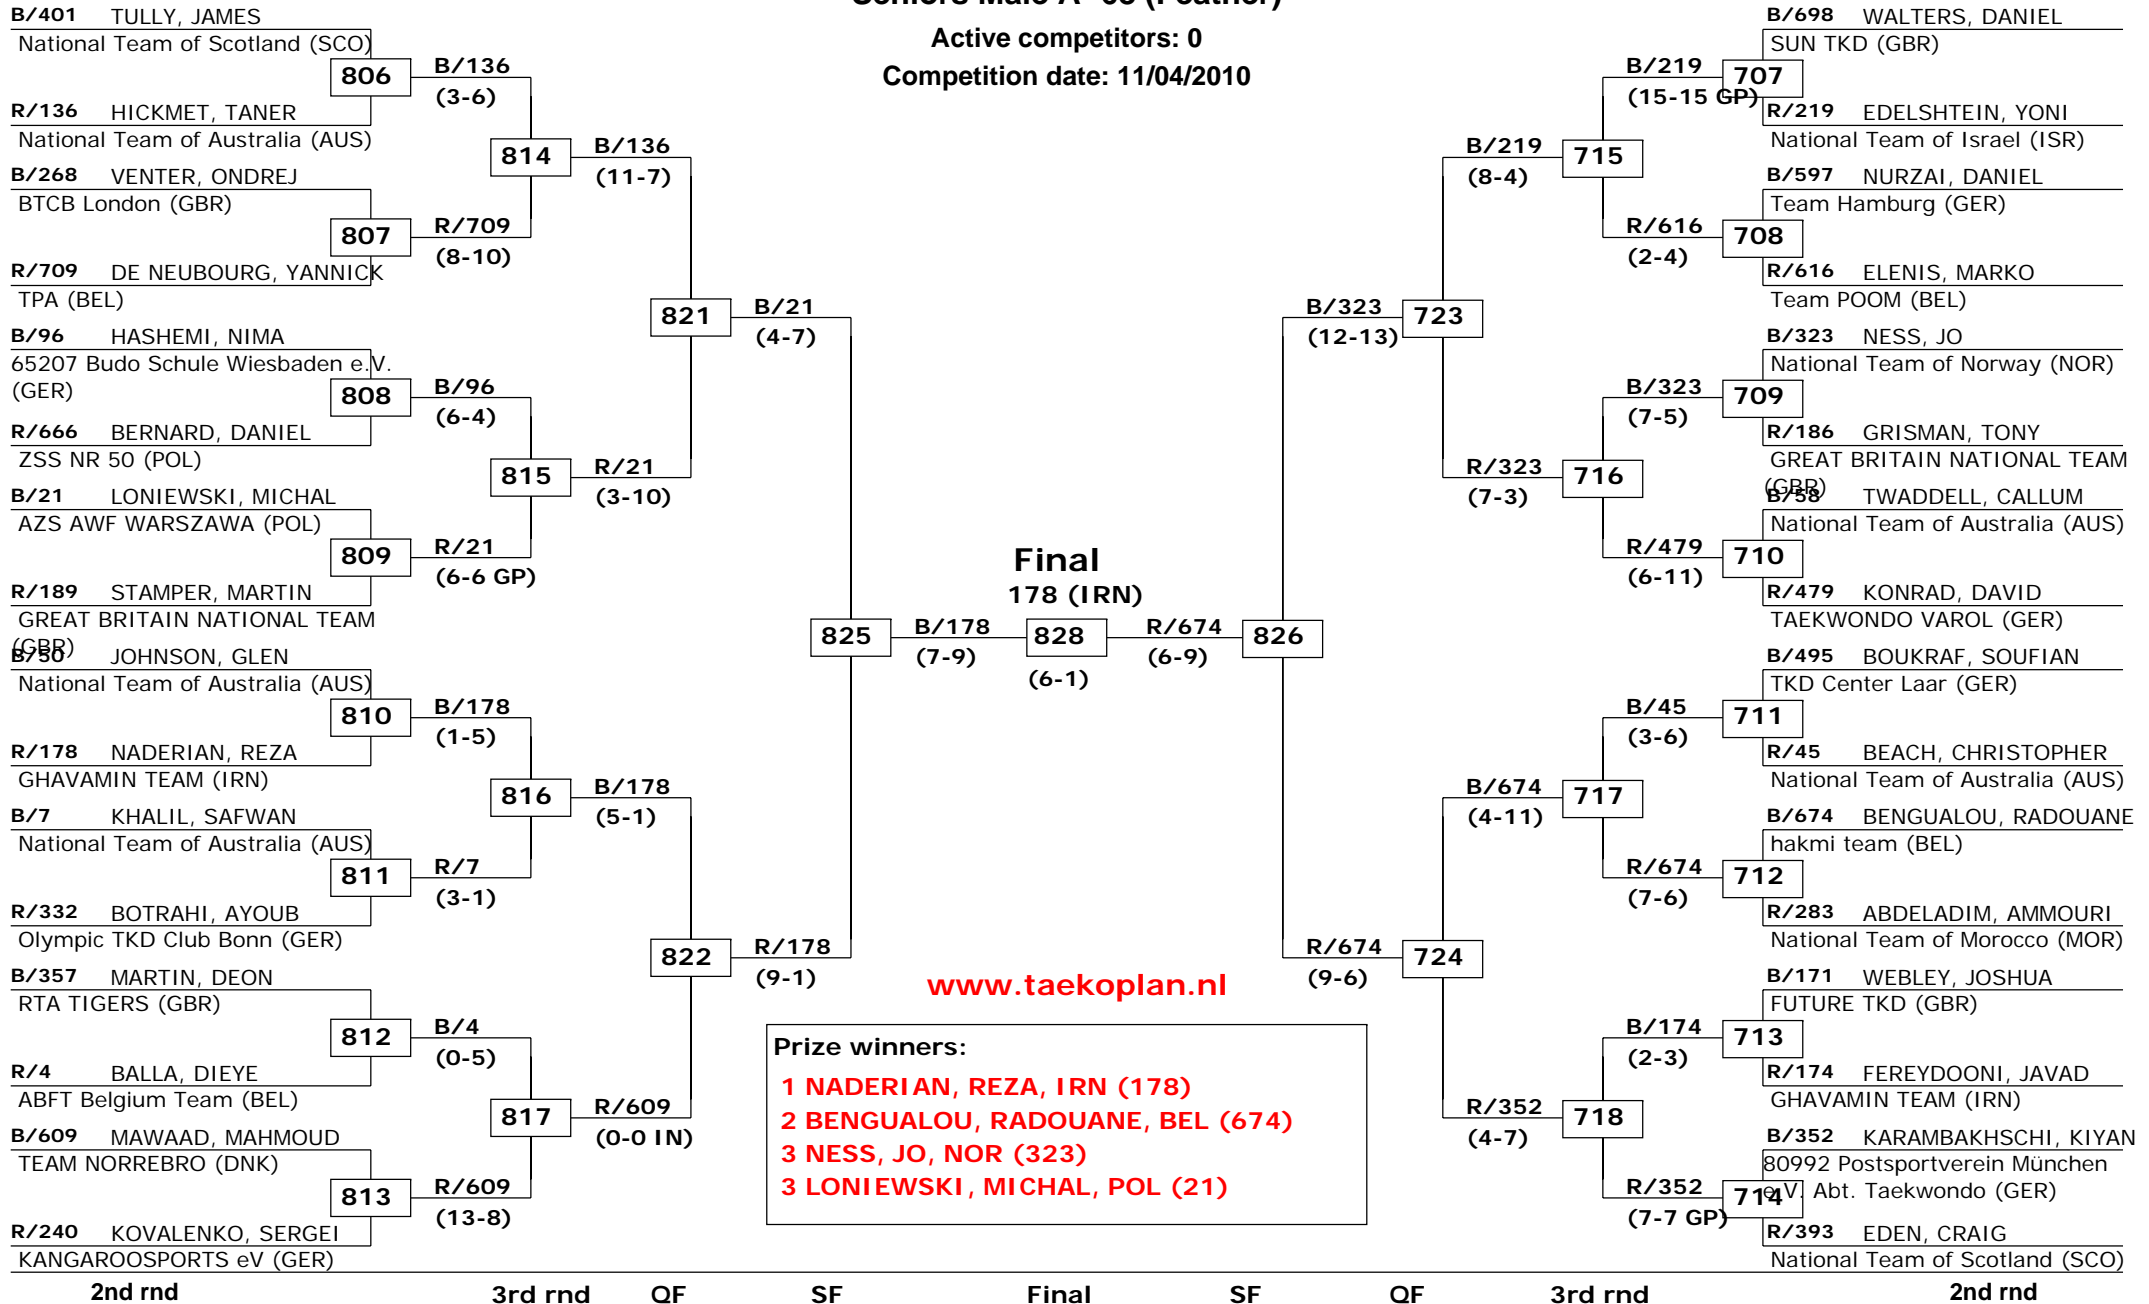 Active competitors: 0
Competition date: 11/04/2010
B/401 TULLY, JAMES
National Team of Scotland (SCO)
806
B/136
(3-6)
R/136 HICKMET, TANER
National Team of Australia (AUS)
814
B/136
(11-7)
B/268 VENTER, ONDREJ
BTCB London (GBR)
807
R/709
(8-10)
R/709 DE NEUBOURG, YANNICK
TPA (BEL)
821
B/21
(4-7)
B/96 HASHEMI, NIMA
65207 Budo Schule Wiesbaden e.V.
(GER)
808
B/96
(6-4)
R/666 BERNARD, DANIEL
ZSS NR 50 (POL)
815
R/21
(3-10)
B/21 LONIEWSKI, MICHAL
AZS AWF WARSZAWA (POL)
809
R/21
(6-6 GP)
R/189 STAMPER, MARTIN
GREAT BRITAIN NATIONAL TEAM
(GBR)
825
B/178
(7-9)
B/50 JOHNSON, GLEN
National Team of Australia (AUS)
810
B/178
(1-5)
R/178 NADERIAN, REZA
GHAVAMIN TEAM (IRN)
816
B/178
(5-1)
B/7 KHALIL, SAFWAN
National Team of Australia (AUS)
811
R/7
(3-1)
R/332 BOTRAHI, AYOUB
Olympic TKD Club Bonn (GER)
822
R/178
(9-1)
B/357 MARTIN, DEON
RTA TIGERS (GBR)
812
B/4
(0-5)
R/4 BALLA, DIEYE
ABFT Belgium Team (BEL)
817
R/609
(0-0 IN)
B/609 MAWAAD, MAHMOUD
TEAM NORREBRO (DNK)
813
R/609
(13-8)
R/240 KOVALENKO, SERGEI
KANGAROOSPORTS eV (GER)
Final
178 (IRN)
828
(6-1)
B/698 WALTERS, DANIEL
SUN TKD (GBR)
B/219
(15-15 GP)
707
R/219 EDELSHTEIN, YONI
National Team of Israel (ISR)
B/219
(8-4)
715
B/597 NURZAI, DANIEL
Team Hamburg (GER)
R/616
(2-4)
708
R/616 ELENIS, MARKO
Team POOM (BEL)
B/323
(12-13)
723
B/323 NESS, JO
National Team of Norway (NOR)
B/323
(7-5)
709
R/186 GRISMAN, TONY
GREAT BRITAIN NATIONAL TEAM
(GBR)
R/323
(7-3)
716
B/58 TWADDELL, CALLUM
National Team of Australia (AUS)
R/479
(6-11)
710
R/479 KONRAD, DAVID
TAEKWONDO VAROL (GER)
R/674
(6-9)
826
B/495 BOUKRAF, SOUFIAN
TKD Center Laar (GER)
B/45
(3-6)
711
R/45 BEACH, CHRISTOPHER
National Team of Australia (AUS)
B/674
(4-11)
717
B/674 BENGUALOU, RADOUANE
hakmi team (BEL)
R/674
(7-6)
712
R/283 ABDELADIM, AMMOURI
National Team of Morocco (MOR)
R/674
(9-6)
724
B/171 WEBLEY, JOSHUA
FUTURE TKD (GBR)
B/174
(2-3)
713
R/174 FEREYDOONI, JAVAD
GHAVAMIN TEAM (IRN)
R/352
(4-7)
718
B/352 KARAMBAKHSCHI, KIYAN
80992 Postsportverein München
e.V. Abt. Taekwondo (GER)
R/352
(7-7 GP)
714
R/393 EDEN, CRAIG
National Team of Scotland (SCO)
www.taekoplan.nl
Prize winners:
1 NADERIAN, REZA, IRN (178)
2 BENGUALOU, RADOUANE, BEL (674)
3 NESS, JO, NOR (323)
3 LONIEWSKI, MICHAL, POL (21)
2nd rnd 3rd rnd QF SF Final SF QF 3rd rnd 2nd rnd